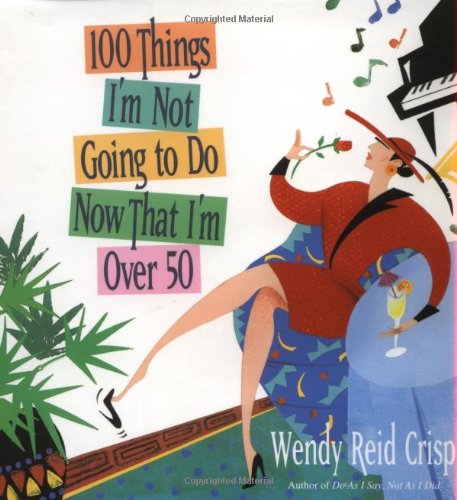 Copyrighted Material
100 Things
I'm Not
Going to Do
Now That I'm
Over 50
Wendy Reid Crisp
Author of Do As I Say, Not As I Did
Copyrighted Material